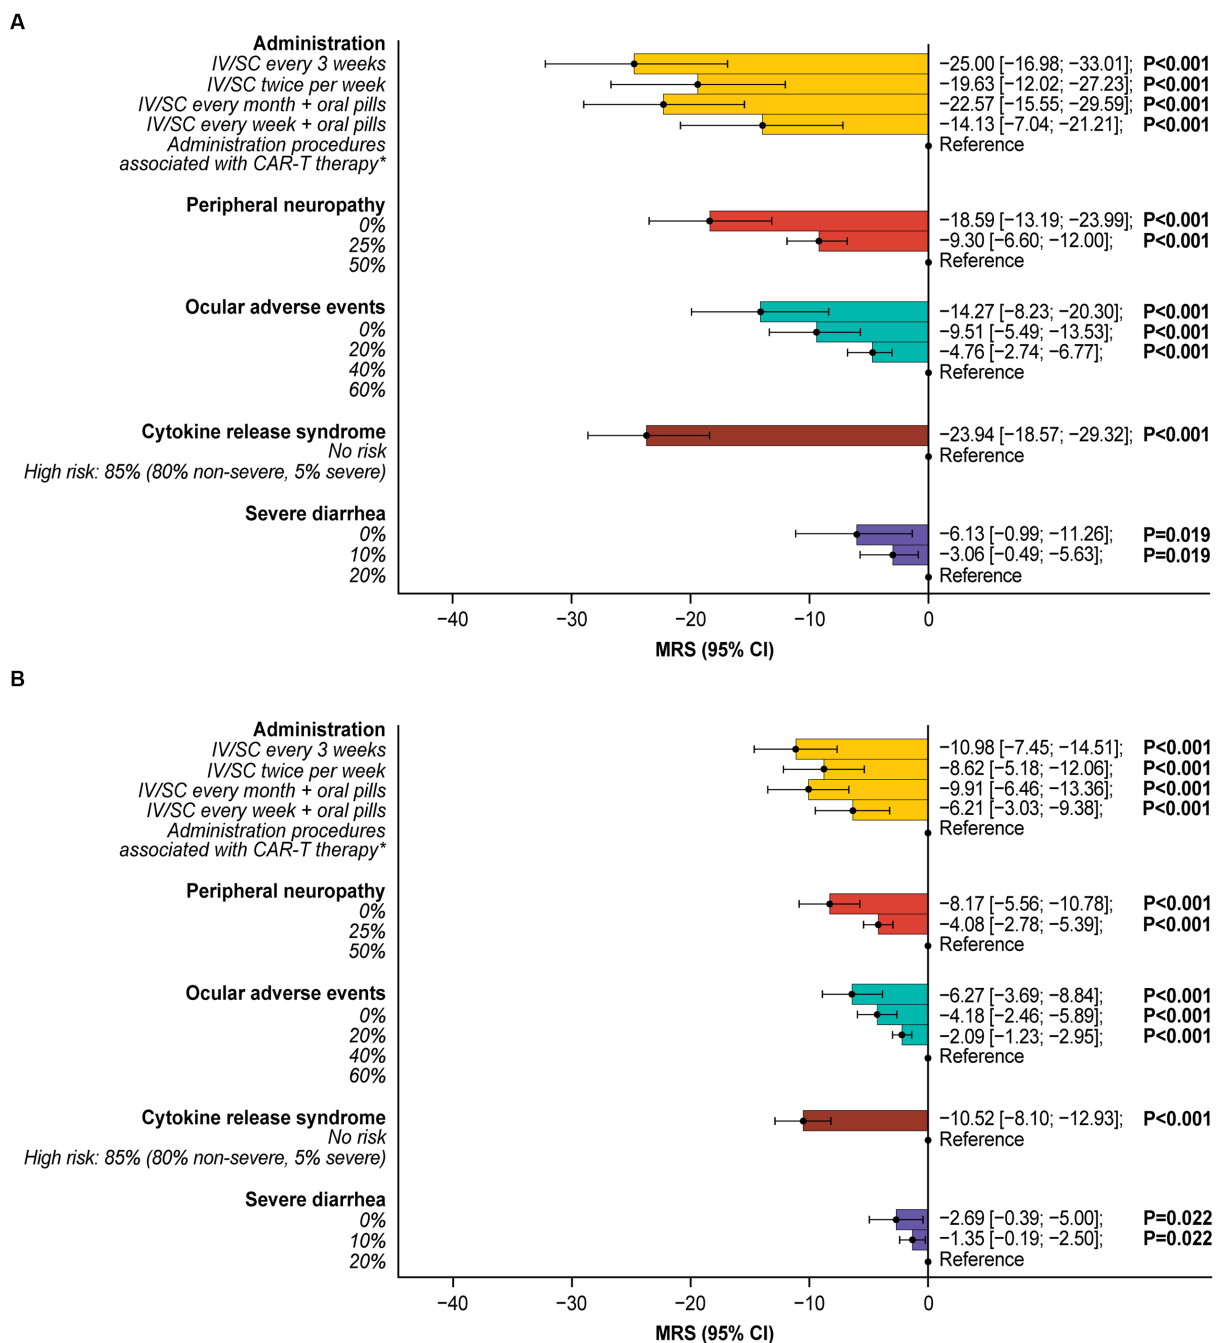 A
Administration
IV/SC every 3 weeks −25.00 [−16.98; −33.01]; P<0.001
IV/SC twice per week −19.63 [−12.02; −27.23]; P<0.001
IV/SC every month + oral pills −22.57 [−15.55; −29.59]; P<0.001
IV/SC every week + oral pills −14.13 [−7.04; −21.21]; P<0.001
Administration procedures Reference
associated with CAR-T therapy*
Peripheral neuropathy
0% −18.59 [−13.19; −23.99]; P<0.001
25% −9.30 [−6.60; −12.00]; P<0.001
50% Reference
Ocular adverse events −14.27 [−8.23; −20.30]; P<0.001
0% −9.51 [−5.49; −13.53]; P<0.001
20% −4.76 [−2.74; −6.77]; P<0.001
40% Reference
60%
Cytokine release syndrome −23.94 [−18.57; −29.32]; P<0.001
No risk Reference
High risk: 85% (80% non-severe, 5% severe)
Severe diarrhea
0% −6.13 [−0.99; −11.26]; P=0.019
10% −3.06 [−0.49; −5.63]; P=0.019
20% Reference
−40 −30 −20 −10 0
MRS (95% CI)
B
Administration
IV/SC every 3 weeks −10.98 [−7.45; −14.51]; P<0.001
IV/SC twice per week −8.62 [−5.18; −12.06]; P<0.001
IV/SC every month + oral pills −9.91 [−6.46; −13.36]; P<0.001
IV/SC every week + oral pills −6.21 [−3.03; −9.38]; P<0.001
Administration procedures Reference
associated with CAR-T therapy*
Peripheral neuropathy
0% −8.17 [−5.56; −10.78]; P<0.001
25% −4.08 [−2.78; −5.39]; P<0.001
50% Reference
Ocular adverse events −6.27 [−3.69; −8.84]; P<0.001
0% −4.18 [−2.46; −5.89]; P<0.001
20% −2.09 [−1.23; −2.95]; P<0.001
40% Reference
60%
Cytokine release syndrome −10.52 [−8.10; −12.93]; P<0.001
No risk Reference
High risk: 85% (80% non-severe, 5% severe)
Severe diarrhea
0% −2.69 [−0.39; −5.00]; P=0.022
10% −1.35 [−0.19; −2.50]; P=0.022
20% Reference
−40 −30 −20 −10 0
MRS (95% CI)